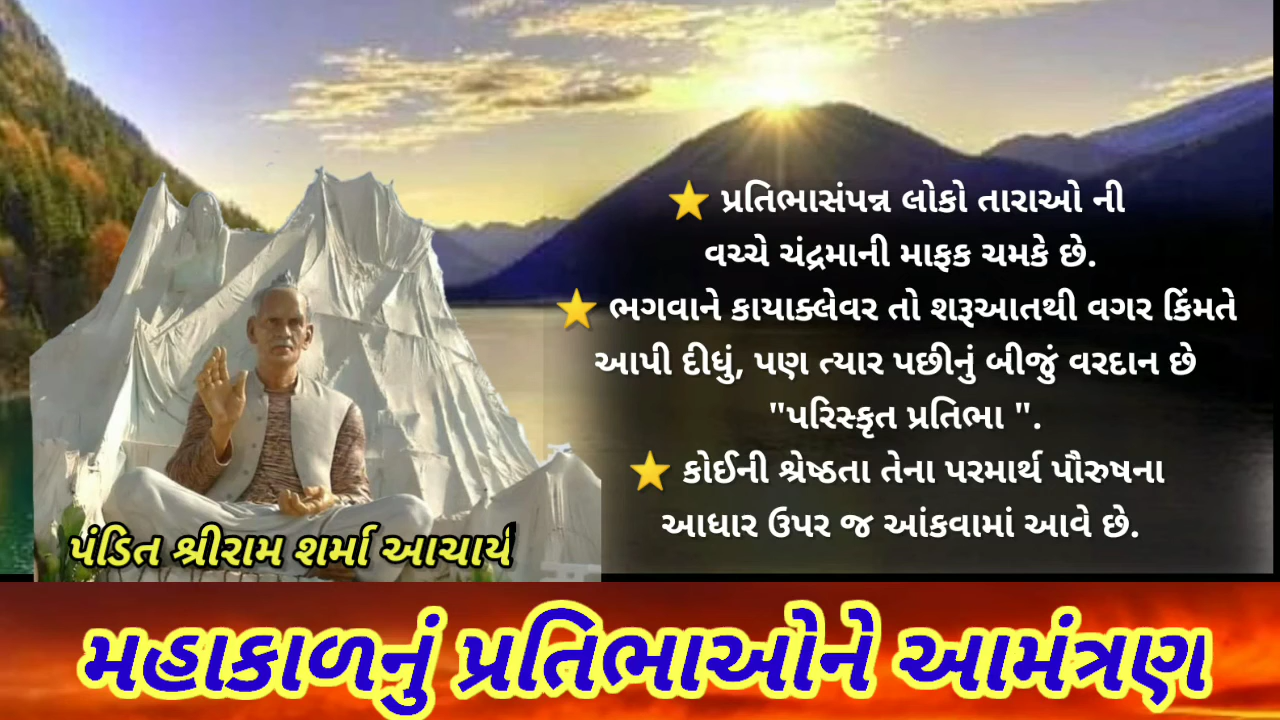 ⭐ પ્રતિભાસંપન્ન લોકો તારાઓ ની
વચ્ચે ચંદ્રમાની માફક ચમકે છે.
⭐ ભગવાને કાયાક્લેવર તો શરૂઆતથી વગર કિંમતે
આપી દીધું, પણ ત્યાર પછીનું બીજું વરદાન છે
"પરિસ્કૃત પ્રતિભા ".
⭐ કોઈની શ્રેષ્ઠતા તેના પરમાર્થ પૌરુષના
આધાર ઉપર જ આંકવામાં આવે છે.
પંડિત શ્રીરામ શર્મા આચાર્ય
મહાકાળનું પ્રતિભાઓને આમંત્રણ